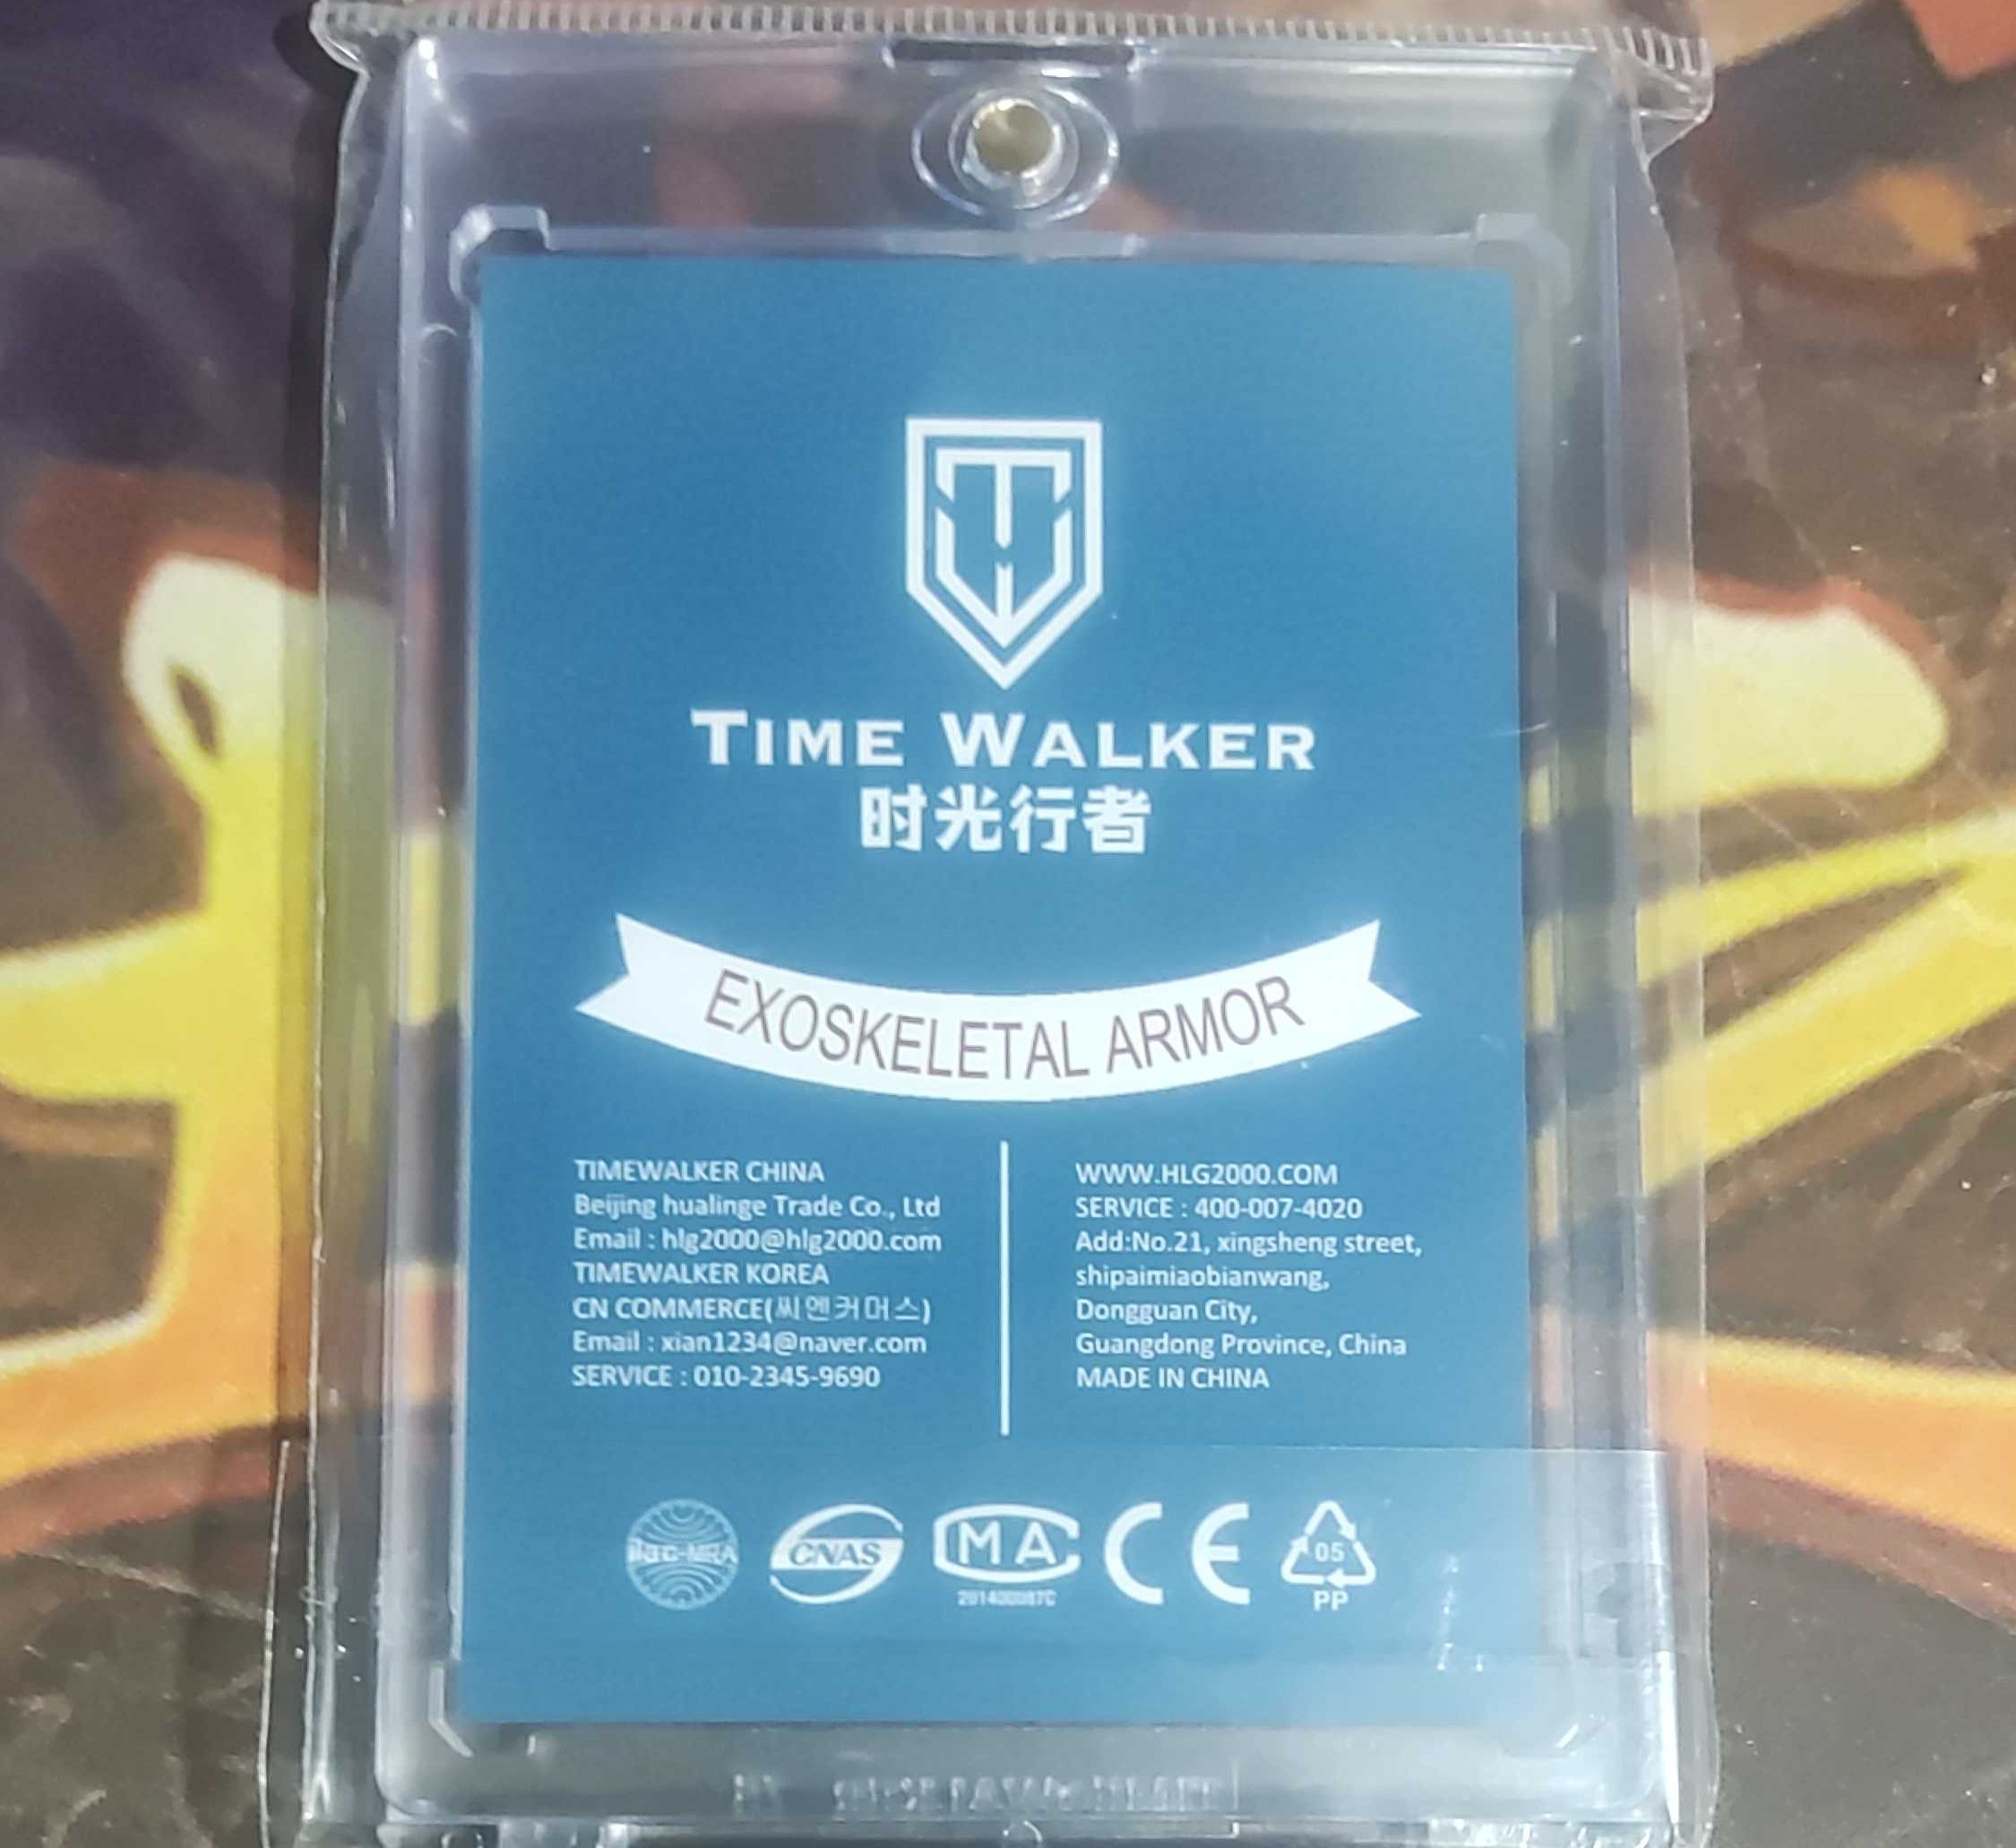 TIME WALKER
时光行者
EXOSKELETAL ARMOR
TIMEWALKER CHINA
Beijing hualinge Trade Co., Ltd
Email : hlg2000@hlg2000.com
TIMEWALKER KOREA
CN COMMERCE(씨엔커머스)
Email : xian1234@naver.com
SERVICE : 010-2345-9690
WWW.HLG2000.COM
SERVICE : 400-007-4020
Add:No.21, xingsheng street,
shipaimiaobianwang,
Dongguan City,
Guangdong Province, China
MADE IN CHINA
ilac-MRA
CNAS
MA
CE
05
PP